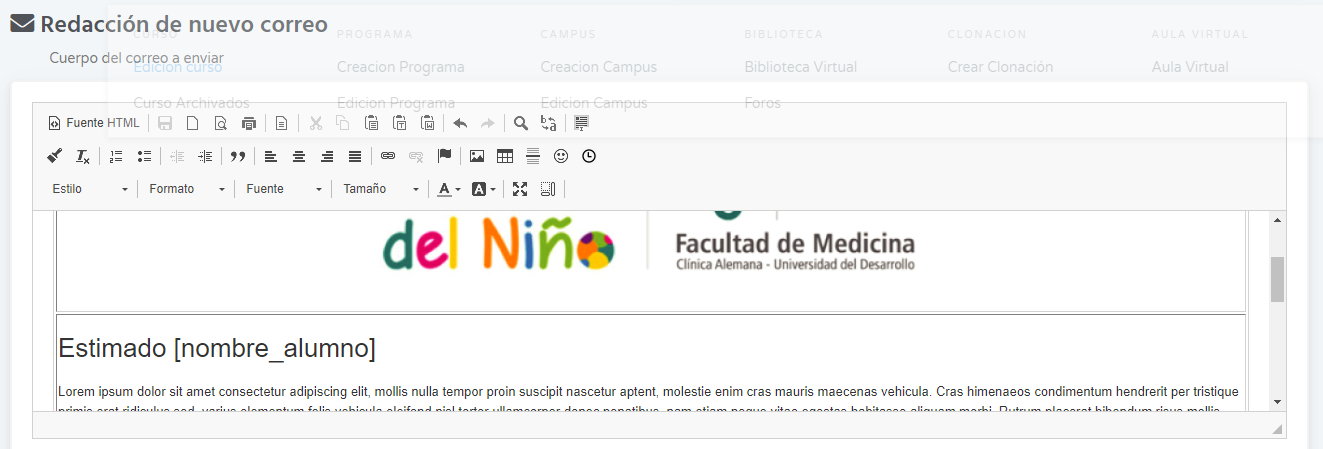 Redacción de nuevo correo
CURSO PROGRAMA CAMPUS BIBLIOTECA CLONACION AULA VIRTUAL
Cuerpo del correo a enviar
Edicion curso Creacion Programa Creacion Campus Biblioteca Virtual Crear Clonación Aula Virtual
Curso Archivados Edicion Programa Edicion Campus Foros
Fuente HTML
Estilo Formato Fuente Tamaño
del Niño
Facultad de Medicina
Clínica Alemana - Universidad del Desarrollo
Estimado [nombre_alumno]
Lorem ipsum dolor sit amet consectetur adipiscing elit, mollis nulla tempor proin suscipit nascetur aptent, molestie enim cras mauris maecenas vehicula. Cras himenaeos condimentum hendrerit per tristique